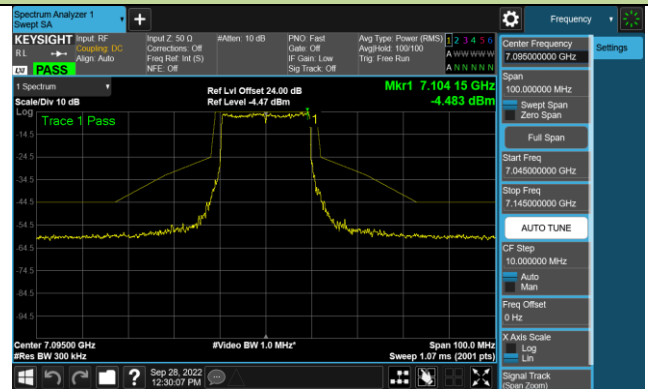 Spectrum Analyzer 1
Swept SA
Frequency
KEYSIGHT
RL
PASS
Input: RF
Coupling: DC
Align: Auto
Input Z: 50 Ω
Corrections: Off
Freq Ref: Int (S)
NFE: Off
#Atten: 10 dB
PNO: Fast
Gate: Off
IF Gain: Low
Sig Track: Off
Avg Type: Power (RMS)
Avg|Hold: 100/100
Trig: Free Run
1 2 3 4 5 6
A W W W W W
A N N N N N
1 Spectrum
Scale/Div 10 dB
Ref Lvl Offset 24.00 dB
Ref Level -4.47 dBm
Mkr1 7.104 15 GHz
-4.483 dBm
Log
Trace 1 Pass
1
-14.5
-24.5
-34.5
-44.5
-54.5
-64.5
-74.5
-84.5
-94.5
Center 7.09500 GHz
#Res BW 300 kHz
#Video BW 1.0 MHz*
Span 100.0 MHz
Sweep 1.07 ms (2001 pts)
Sep 28, 2022
12:30:07 PM
Center Frequency
7.095000000 GHz
Settings
Span
100.000000 MHz
Swept Span
Zero Span
Full Span
Start Freq
7.045000000 GHz
Stop Freq
7.145000000 GHz
AUTO TUNE
CF Step
10.000000 MHz
Auto
Man
Freq Offset
0 Hz
X Axis Scale
Log
Lin
Signal Track
(Span Zoom)